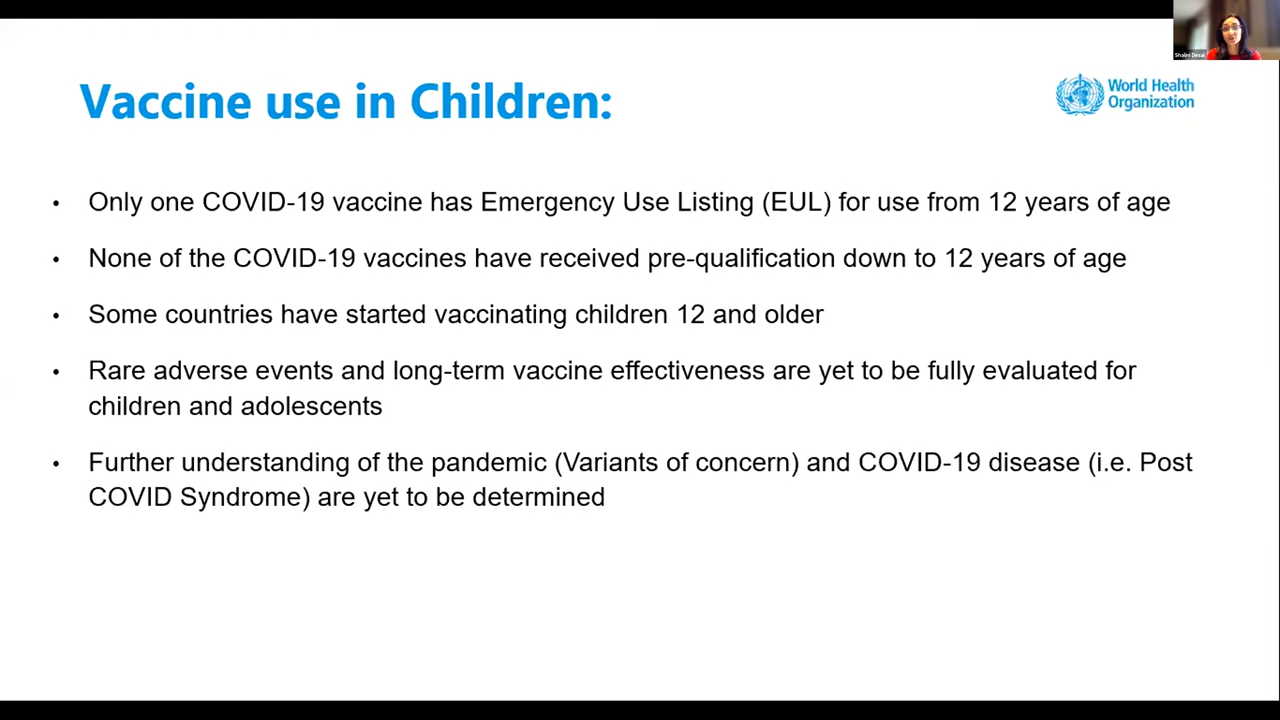 Shalini Desai
Vaccine use in Children:
World Health
Organization
• Only one COVID-19 vaccine has Emergency Use Listing (EUL) for use from 12 years of age
• None of the COVID-19 vaccines have received pre-qualification down to 12 years of age
• Some countries have started vaccinating children 12 and older
• Rare adverse events and long-term vaccine effectiveness are yet to be fully evaluated for
children and adolescents
• Further understanding of the pandemic (Variants of concern) and COVID-19 disease (i.e. Post
COVID Syndrome) are yet to be determined